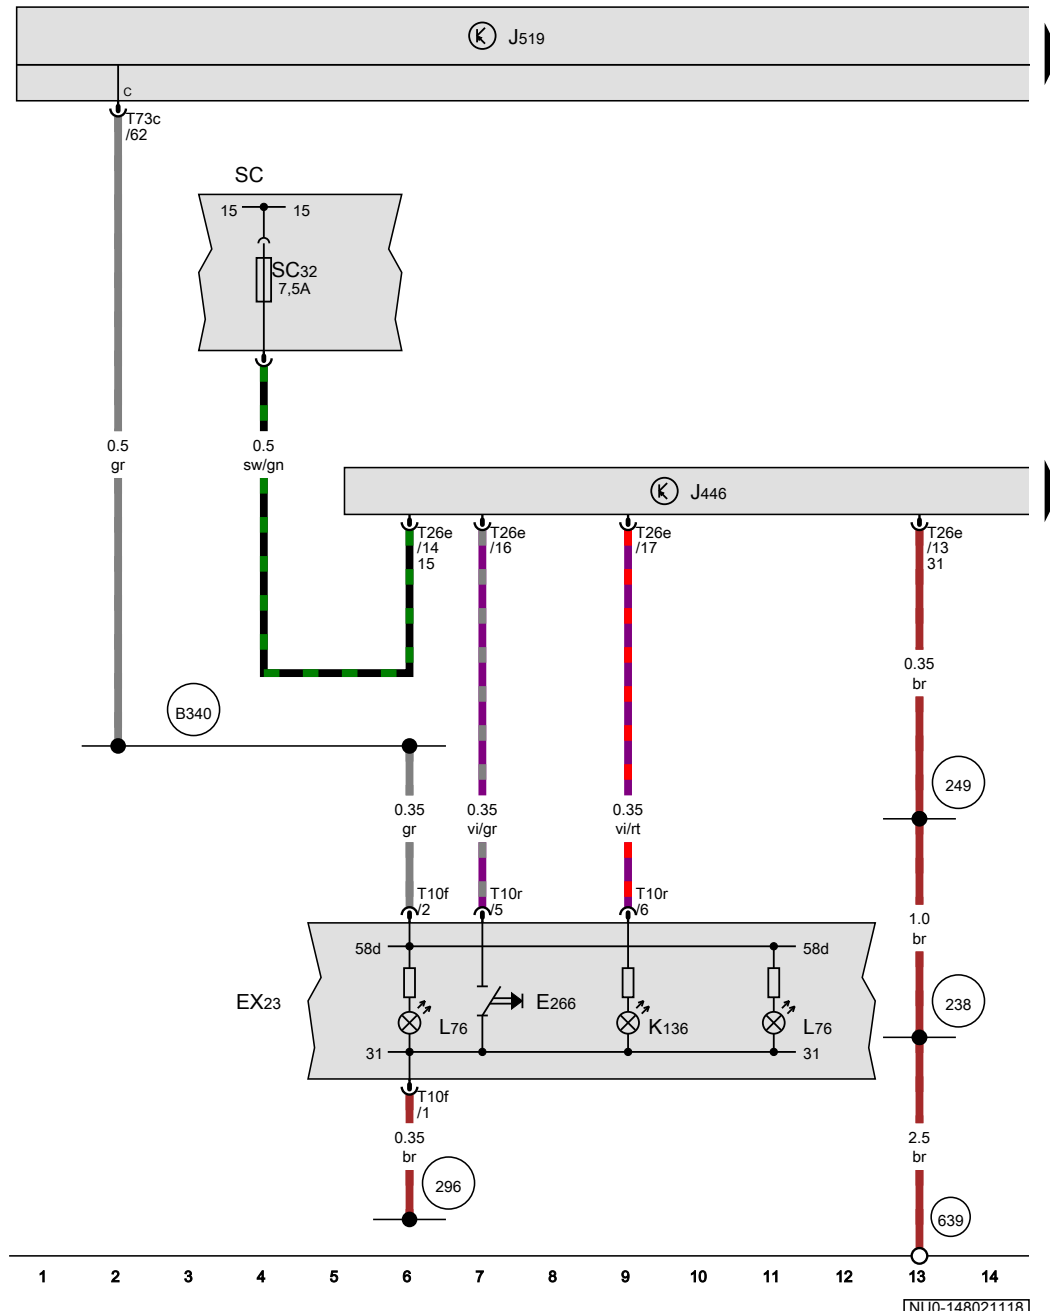 J519
c
T73c
/62
SC
15 15
SC32
7,5A
0.5
gr
0.5
sw/gn
J446
T26e
/14
15
T26e
/16
T26e
/17
T26e
/13
31
0.35
br
B340
249
0.35
gr
0.35
vi/gr
0.35
vi/rt
T10f
/2
T10r
/5
T10r
/6
1.0
br
58d 58d
EX23
L76
E266
K136
L76
238
31 31
T10f
/1
0.35
br
2.5
br
296
639
1 2 3 4 5 6 7 8 9 10 11 12 13 14
NU0-148021118